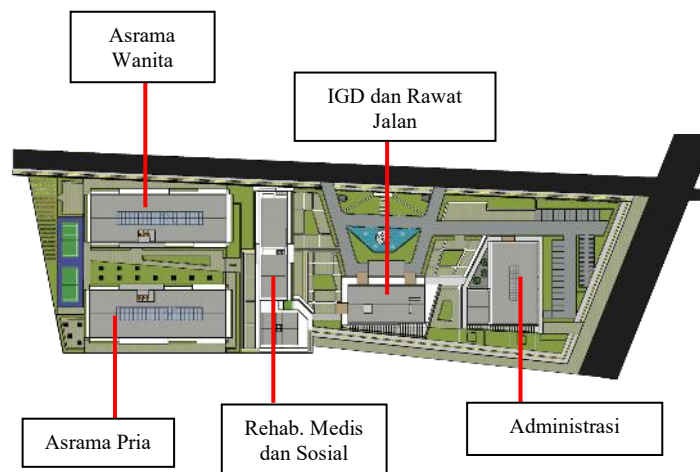 Asrama
Wanita
IGD dan Rawat
Jalan
Asrama Pria
Rehab. Medis
dan Sosial
Administrasi